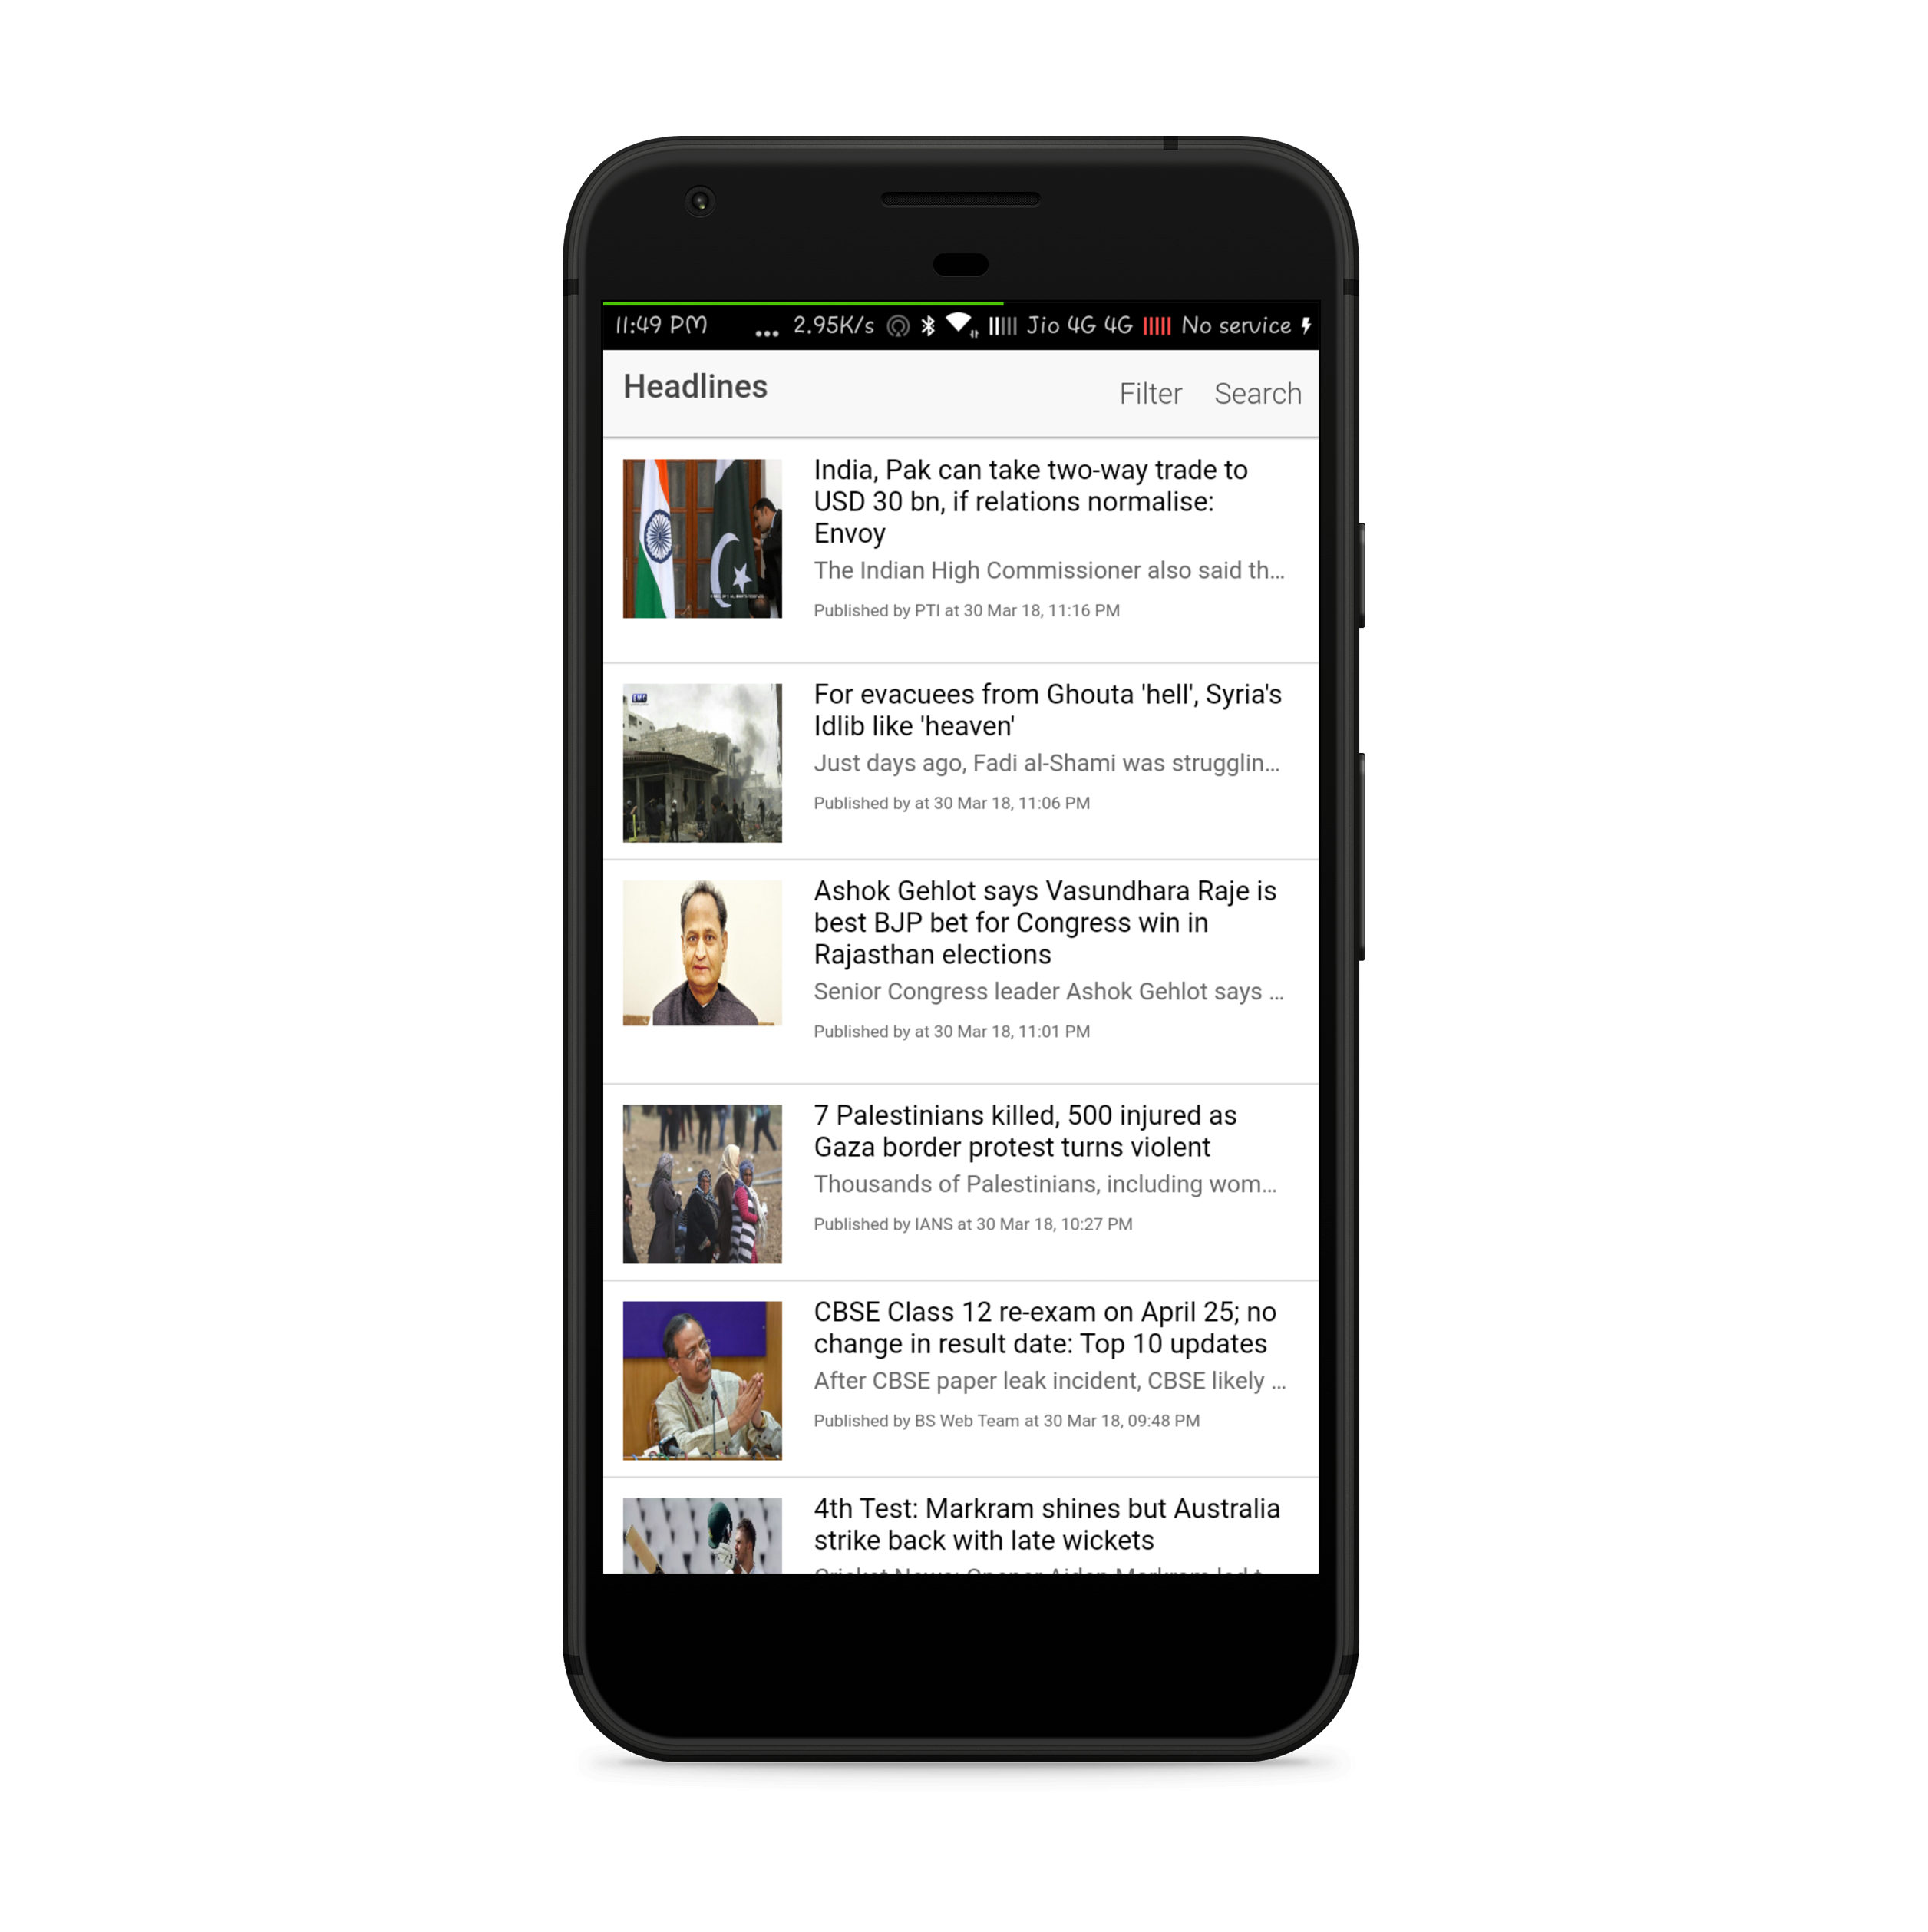 11:49 PM ... 2.95K/s Jio 4G 4G No service
Headlines Filter Search
India, Pak can take two-way trade to
USD 30 bn, if relations normalise:
Envoy
The Indian High Commissioner also said th...
Published by PTI at 30 Mar 18, 11:16 PM
For evacuees from Ghouta 'hell', Syria's
Idlib like 'heaven'
Just days ago, Fadi al-Shami was strugglin...
Published by at 30 Mar 18, 11:06 PM
Ashok Gehlot says Vasundhara Raje is
best BJP bet for Congress win in
Rajasthan elections
Senior Congress leader Ashok Gehlot says ...
Published by at 30 Mar 18, 11:01 PM
7 Palestinians killed, 500 injured as
Gaza border protest turns violent
Thousands of Palestinians, including wom...
Published by IANS at 30 Mar 18, 10:27 PM
CBSE Class 12 re-exam on April 25; no
change in result date: Top 10 updates
After CBSE paper leak incident, CBSE likely ...
Published by BS Web Team at 30 Mar 18, 09:48 PM
4th Test: Markram shines but Australia
strike back with late wickets
Cricket News: Opener Aiden Markram led t...